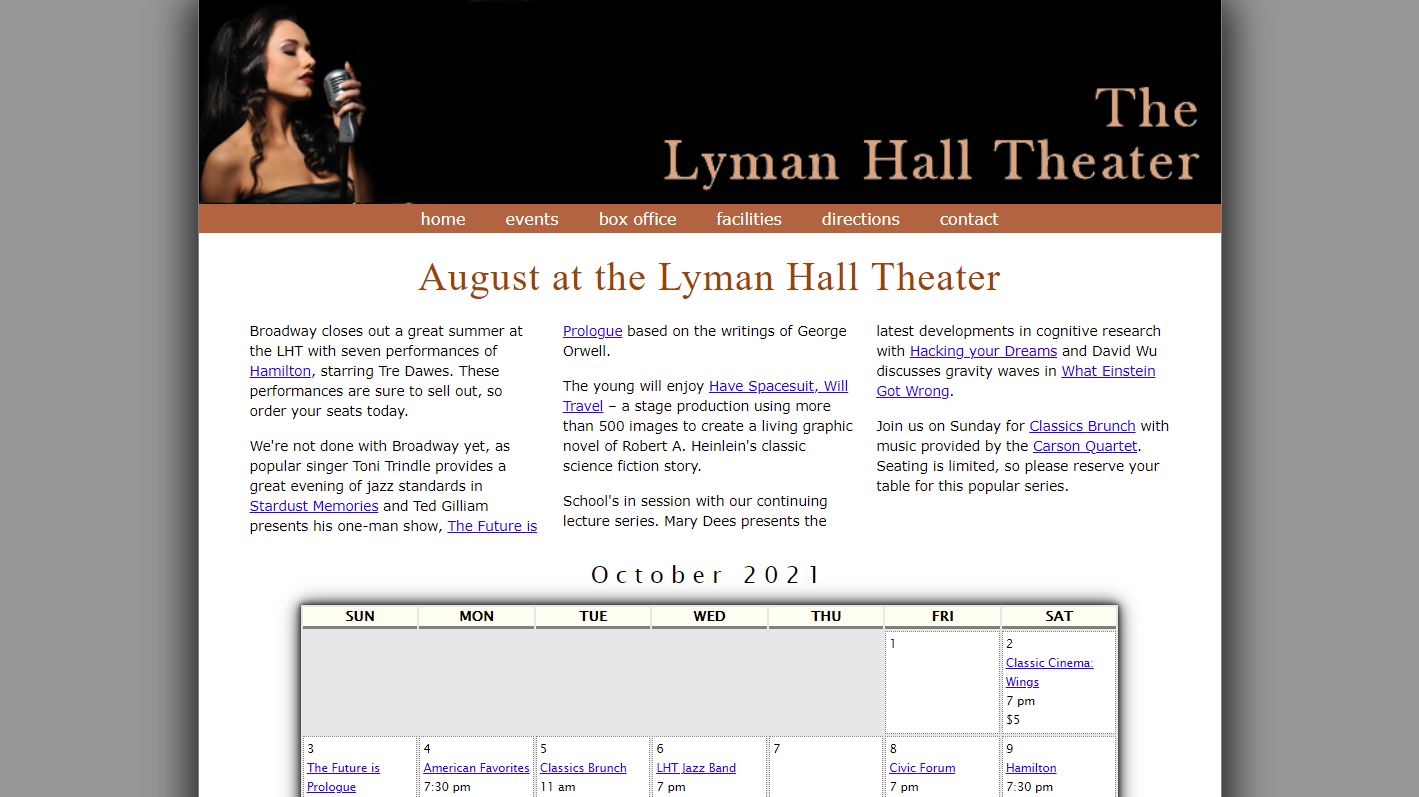 The
Lyman Hall Theater
home events box office facilities directions contact
August at the Lyman Hall Theater
Broadway closes out a great summer at
the LHT with seven performances of
Hamilton, starring Tre Dawes. These
performances are sure to sell out, so
order your seats today.
We're not done with Broadway yet, as
popular singer Toni Trindle provides a
great evening of jazz standards in
Stardust Memories and Ted Gilliam
presents his one-man show, The Future is
Prologue based on the writings of George
Orwell.
The young will enjoy Have Spacesuit, Will
Travel – a stage production using more
than 500 images to create a living graphic
novel of Robert A. Heinlein's classic
science fiction story.
School's in session with our continuing
lecture series. Mary Dees presents the
latest developments in cognitive research
with Hacking your Dreams and David Wu
discusses gravity waves in What Einstein
Got Wrong.
Join us on Sunday for Classics Brunch with
music provided by the Carson Quartet.
Seating is limited, so please reserve your
table for this popular series.
October 2021
SUN MON TUE WED THU FRI SAT
1
2
Classic Cinema:
Wings
7 pm
$5
3
The Future is
Prologue
4
American Favorites
7:30 pm
5
Classics Brunch
11 am
6
LHT Jazz Band
7 pm
7
8
Civic Forum
7 pm
9
Hamilton
7:30 pm